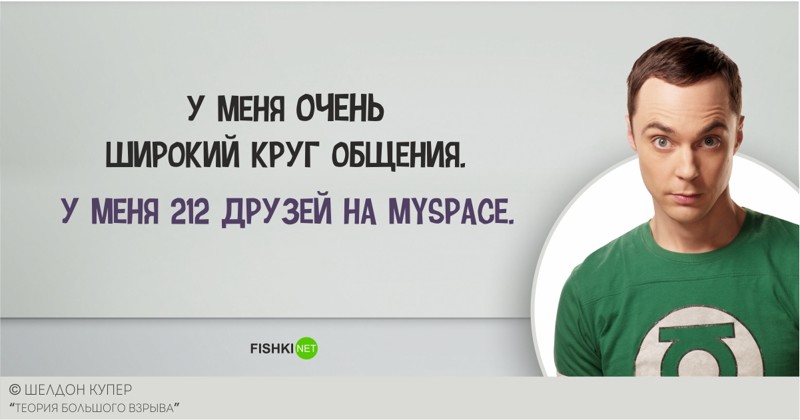 У МЕНЯ ОЧЕНЬ
ШИРОКИЙ КРУГ ОБЩЕНИЯ.
У МЕНЯ 212 ДРУЗЕЙ НА MYSPACE.
FISHKI NET
© ШЕЛДОН КУПЕР
"ТЕОРИЯ БОЛЬШОГО ВЗРЫВА"